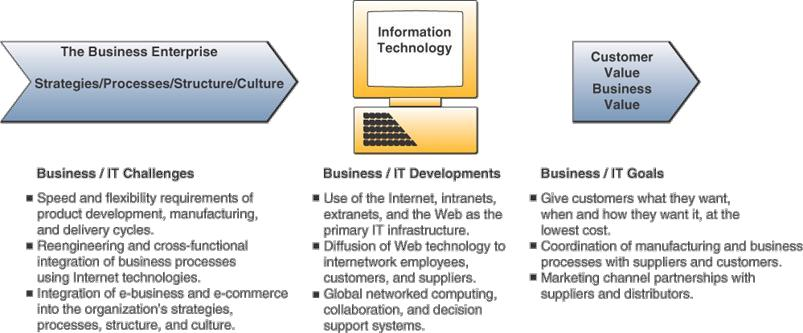 The Business Enterprise
Strategies/Processes/Structure/Culture
Information
Technology
Customer
Value
Business
Value
Business / IT Challenges
■ Speed and flexibility requirements of
product development, manufacturing,
and delivery cycles.
■ Reengineering and cross-functional
integration of business processes
using Internet technologies.
■ Integration of e-business and e-commerce
into the organization's strategies,
processes, structure, and culture.
Business / IT Developments
■ Use of the Internet, intranets,
extranets, and the Web as the
primary IT infrastructure.
■ Diffusion of Web technology to
internetwork employees,
customers, and suppliers.
■ Global networked computing,
collaboration, and decision
support systems.
Business / IT Goals
■ Give customers what they want,
when and how they want it, at the
lowest cost.
■ Coordination of manufacturing and business
processes with suppliers and customers.
■ Marketing channel partnerships with
suppliers and distributors.